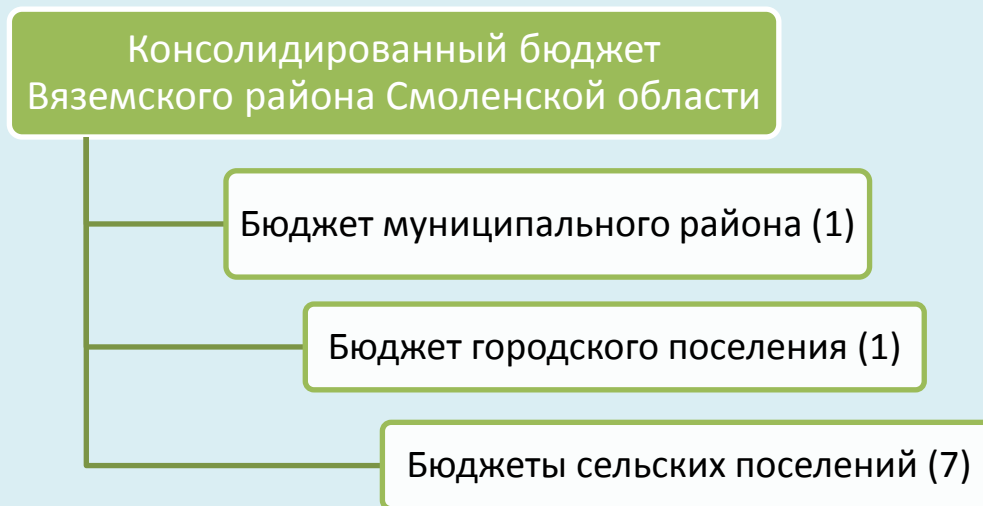 Консолидированный бюджет
Вяземского района Смоленской области
Бюджет муниципального района (1)
Бюджет городского поселения (1)
Бюджеты сельских поселений (7)